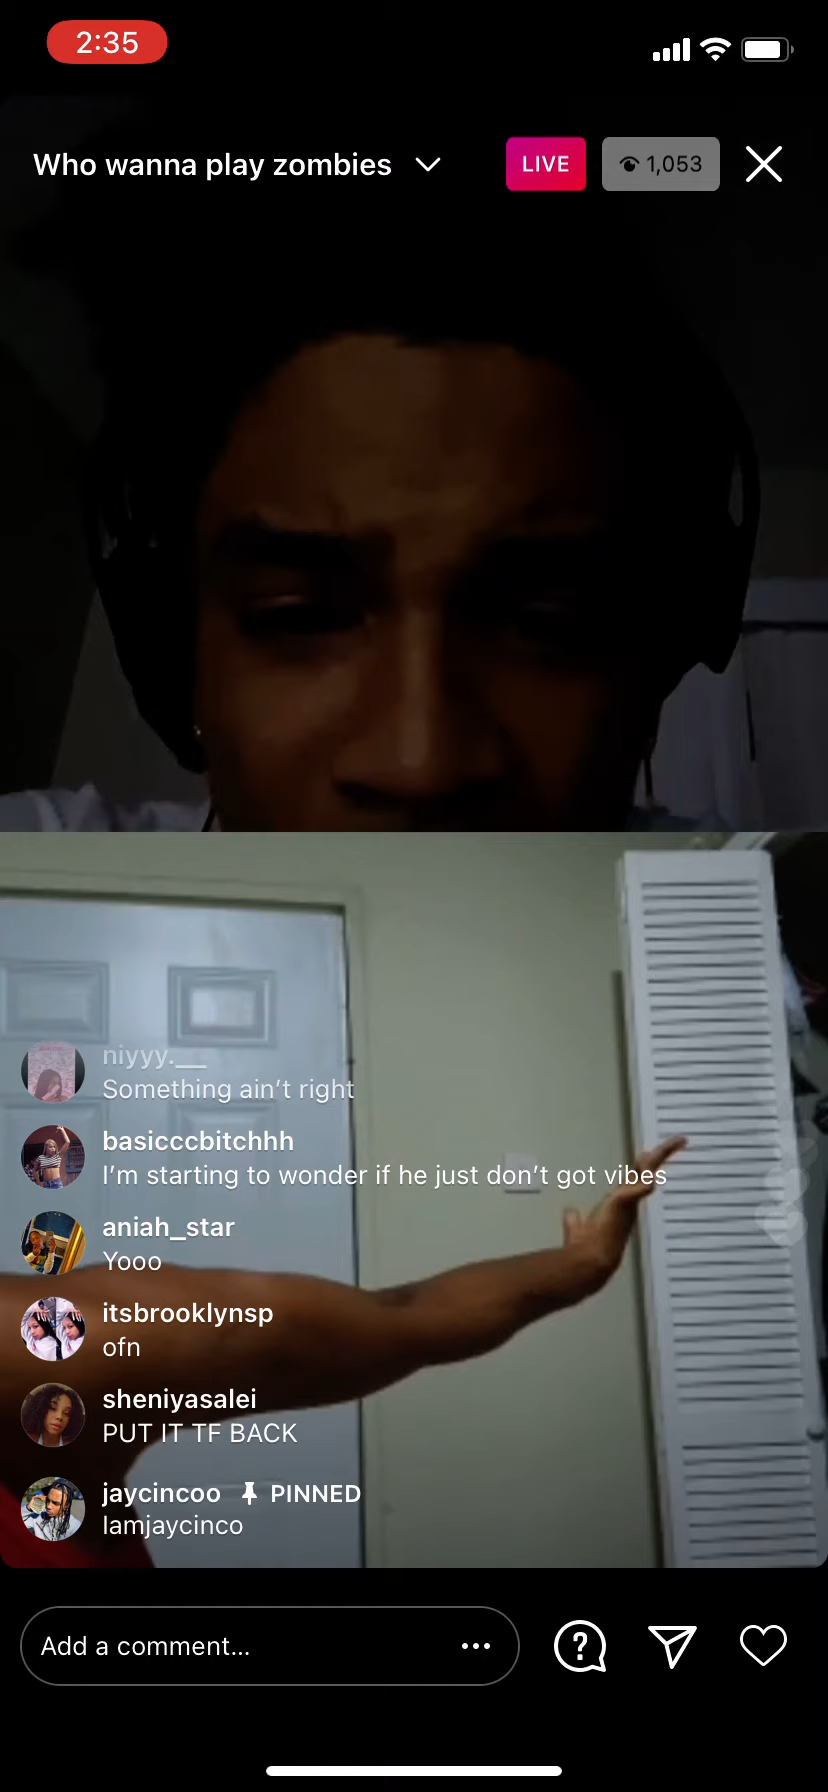 2:35
Who wanna play zombies
LIVE
1,053
niyyy.__
Something ain't right
basicccbitchhh
I'm starting to wonder if he just don't got vibes
aniah_star
Yooo
itsbrooklynsp
ofn
sheniyasalei
PUT IT TF BACK
jaycincoo PINNED
Iamjaycinco
Add a comment...